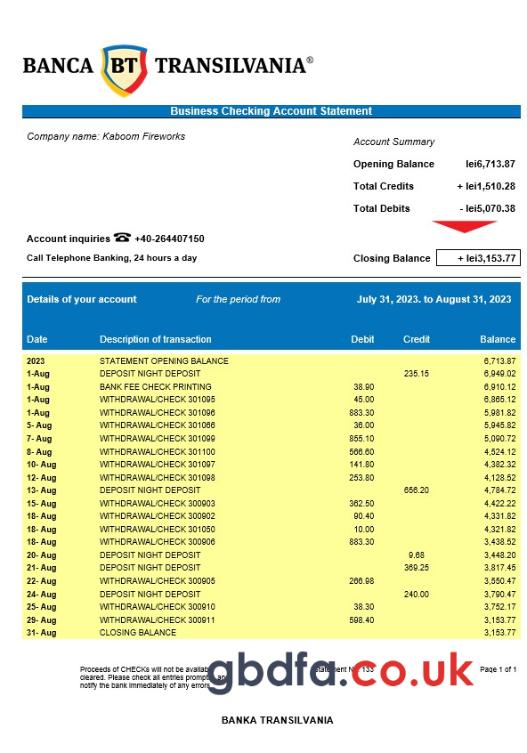 BANCA BT TRANSILVANIA®
Business Checking Account Statement
Company name: Kaboom Fireworks
Account Summary
Opening Balance lei6,713.87
Total Credits + lei1,510.28
Total Debits - lei5,070.38
Account inquiries ☎ +40-264407150
Call Telephone Banking, 24 hours a day
Closing Balance + lei3,153.77
Details of your account For the period from July 31, 2023. to August 31, 2023
Date Description of transaction Debit Credit Balance
2023 STATEMENT OPENING BALANCE 6,713.87
1-Aug DEPOSIT NIGHT DEPOSIT 235.15 6,949.02
1-Aug BANK FEE CHECK PRINTING 38.90 6,910.12
1-Aug WITHDRAWAL/CHECK 301095 45.00 6,865.12
1-Aug WITHDRAWAL/CHECK 301096 883.30 5,981.82
5- Aug WITHDRAWAL/CHECK 301066 36.00 5,945.82
7- Aug WITHDRAWAL/CHECK 301099 855.10 5,090.72
8- Aug WITHDRAWAL/CHECK 301100 566.60 4,524.12
10- Aug WITHDRAWAL/CHECK 301097 141.80 4,382.32
12- Aug WITHDRAWAL/CHECK 301098 253.80 4,128.52
13- Aug DEPOSIT NIGHT DEPOSIT 656.20 4,784.72
15- Aug WITHDRAWAL/CHECK 300903 362.50 4,422.22
18- Aug WITHDRAWAL/CHECK 300902 90.40 4,331.82
18- Aug WITHDRAWAL/CHECK 301050 10.00 4,321.82
18- Aug WITHDRAWAL/CHECK 300906 883.30 3,438.52
20- Aug DEPOSIT NIGHT DEPOSIT 9.68 3,448.20
21- Aug DEPOSIT NIGHT DEPOSIT 369.25 3,817.45
22- Aug WITHDRAWAL/CHECK 300905 266.98 3,550.47
24- Aug DEPOSIT NIGHT DEPOSIT 240.00 3,790.47
25- Aug WITHDRAWAL/CHECK 300910 38.30 3,752.17
29- Aug WITHDRAWAL/CHECK 300911 598.40 3,153.77
31- Aug CLOSING BALANCE 3,153.77
Proceeds of CHECKs will not be 133 Page 1 of 1
cleared. Please check all entries
notify the bank immediately of any errors
gbdfa.co.uk
BANKA TRANSILVANIA